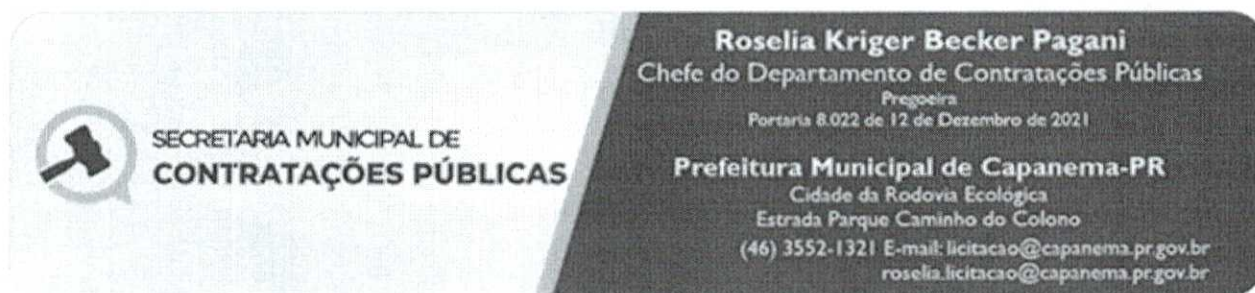 SECRETARIA MUNICIPAL DE
CONTRATAÇÕES PÚBLICAS
Roselia Kriger Becker Pagani
Chefe do Departamento de Contratações Públicas
Pregoeira
Portaria 8.022 de 12 de Dezembro de 2021
Prefeitura Municipal de Capanema-PR
Cidade da Rodovia Ecológica
Estrada Parque Caminho do Colono
(46) 3552-1321 E-mail: licitacao@capanema.pr.gov.br
roselia.licitacao@capanema.pr.gov.br